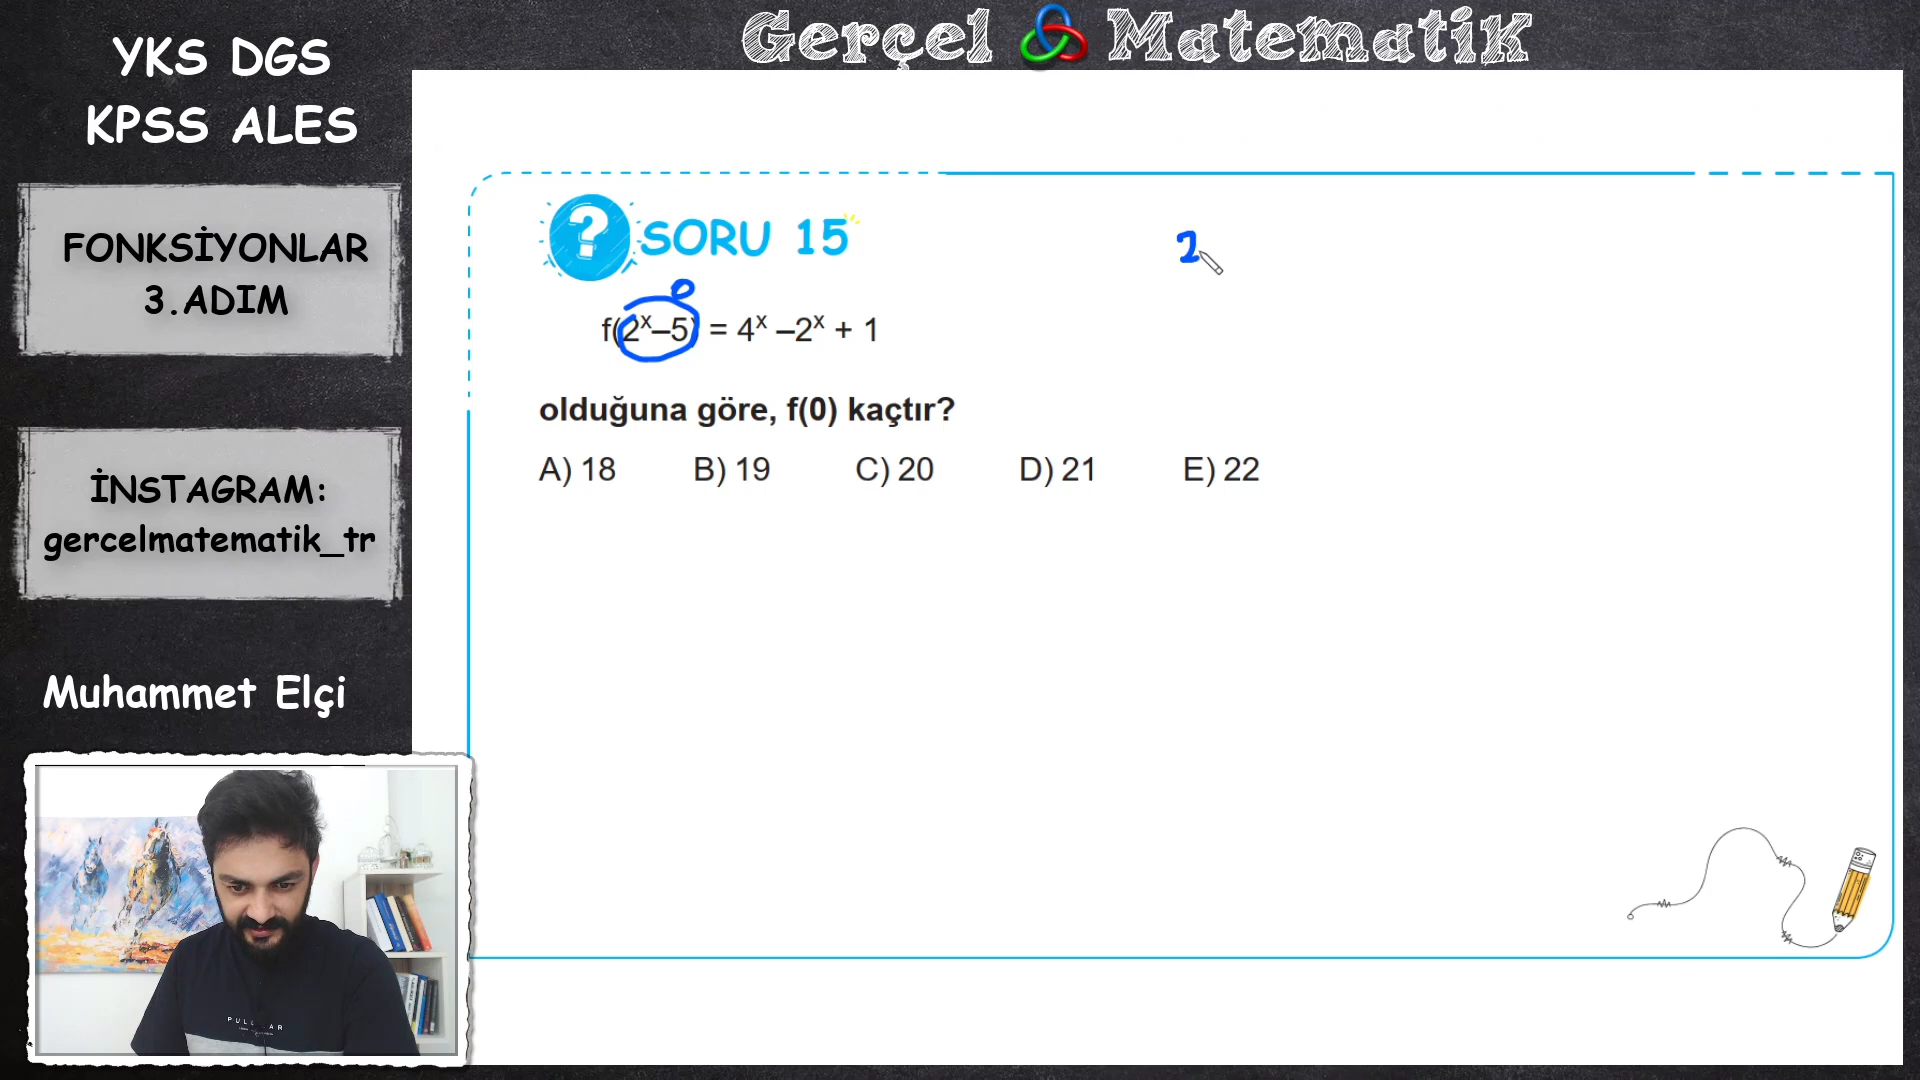 Gerçel Matematik
YKS DGS
KPSS ALES
FONKSİYONLAR
3.ADIM
İNSTAGRAM:
gercelmatematik_tr
Muhammet Elçi
? SORU 15
2
0
f(2ˣ–5) = 4ˣ –2ˣ + 1
olduğuna göre, f(0) kaçtır?
A) 18 B) 19 C) 20 D) 21 E) 22